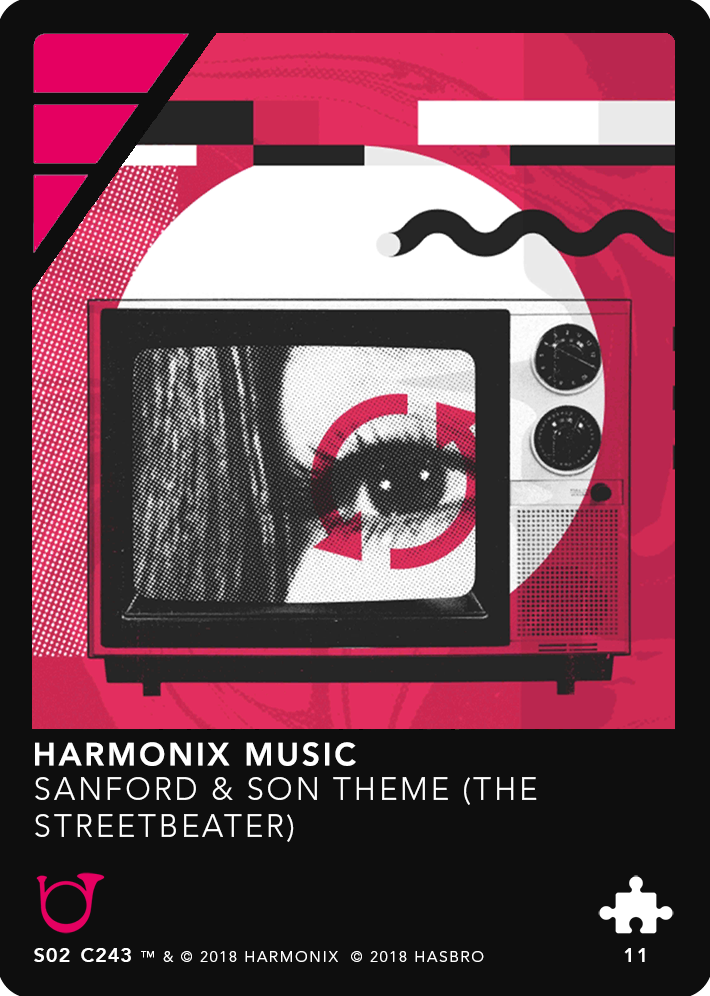 HARMONIX MUSIC
SANFORD & SON THEME (THE
STREETBEATER)
S02 C243 ™ & © 2018 HARMONIX © 2018 HASBRO
11